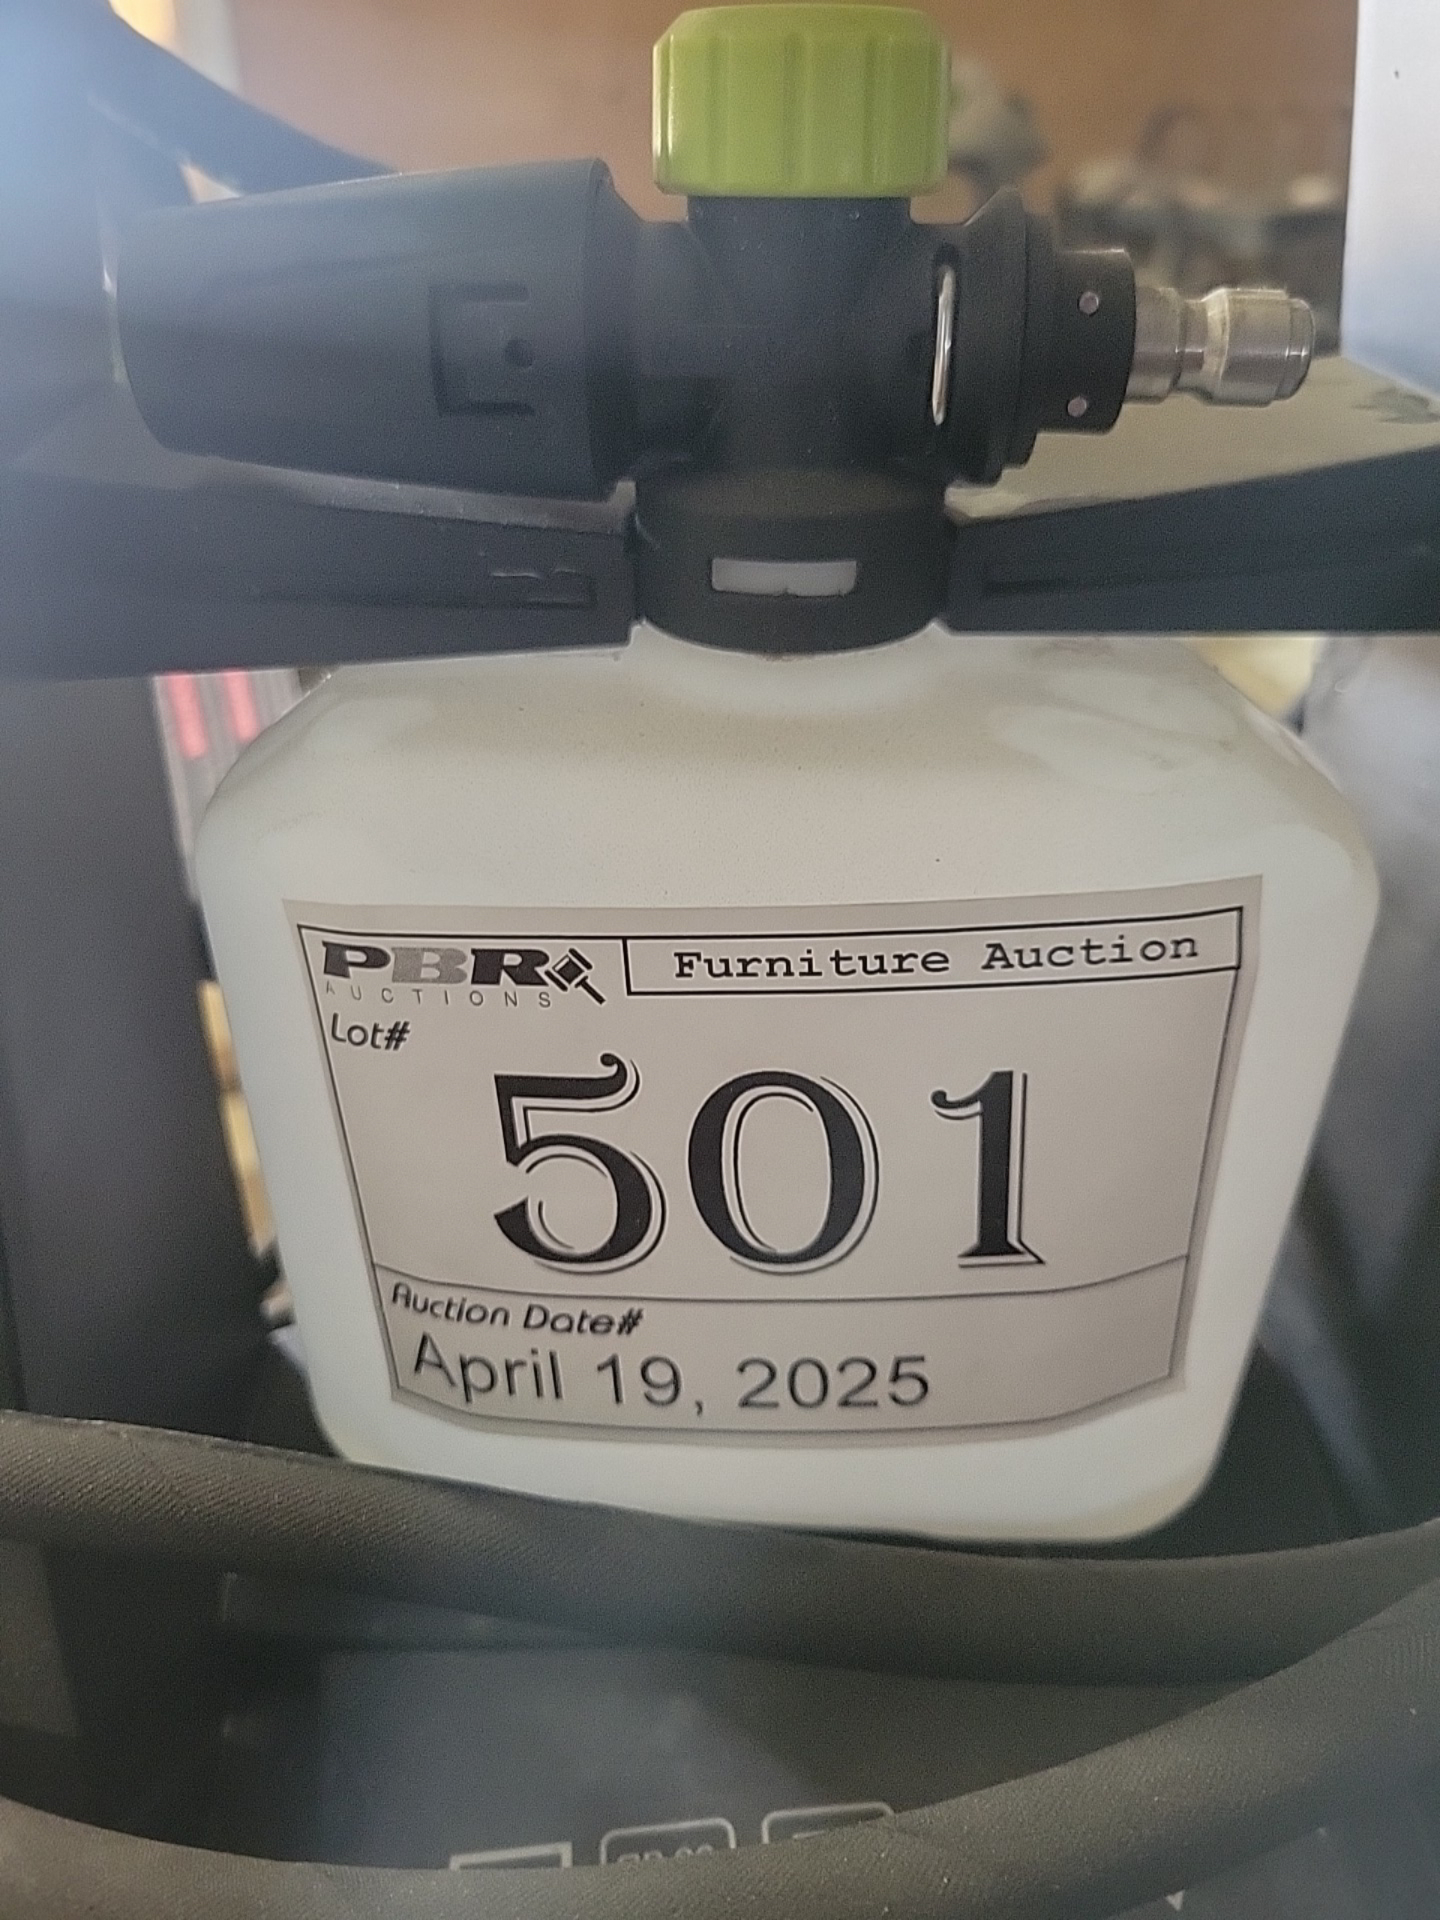 PBR
AUCTIONS
Furniture Auction
Lot#
501
Auction Date#
April 19, 2025